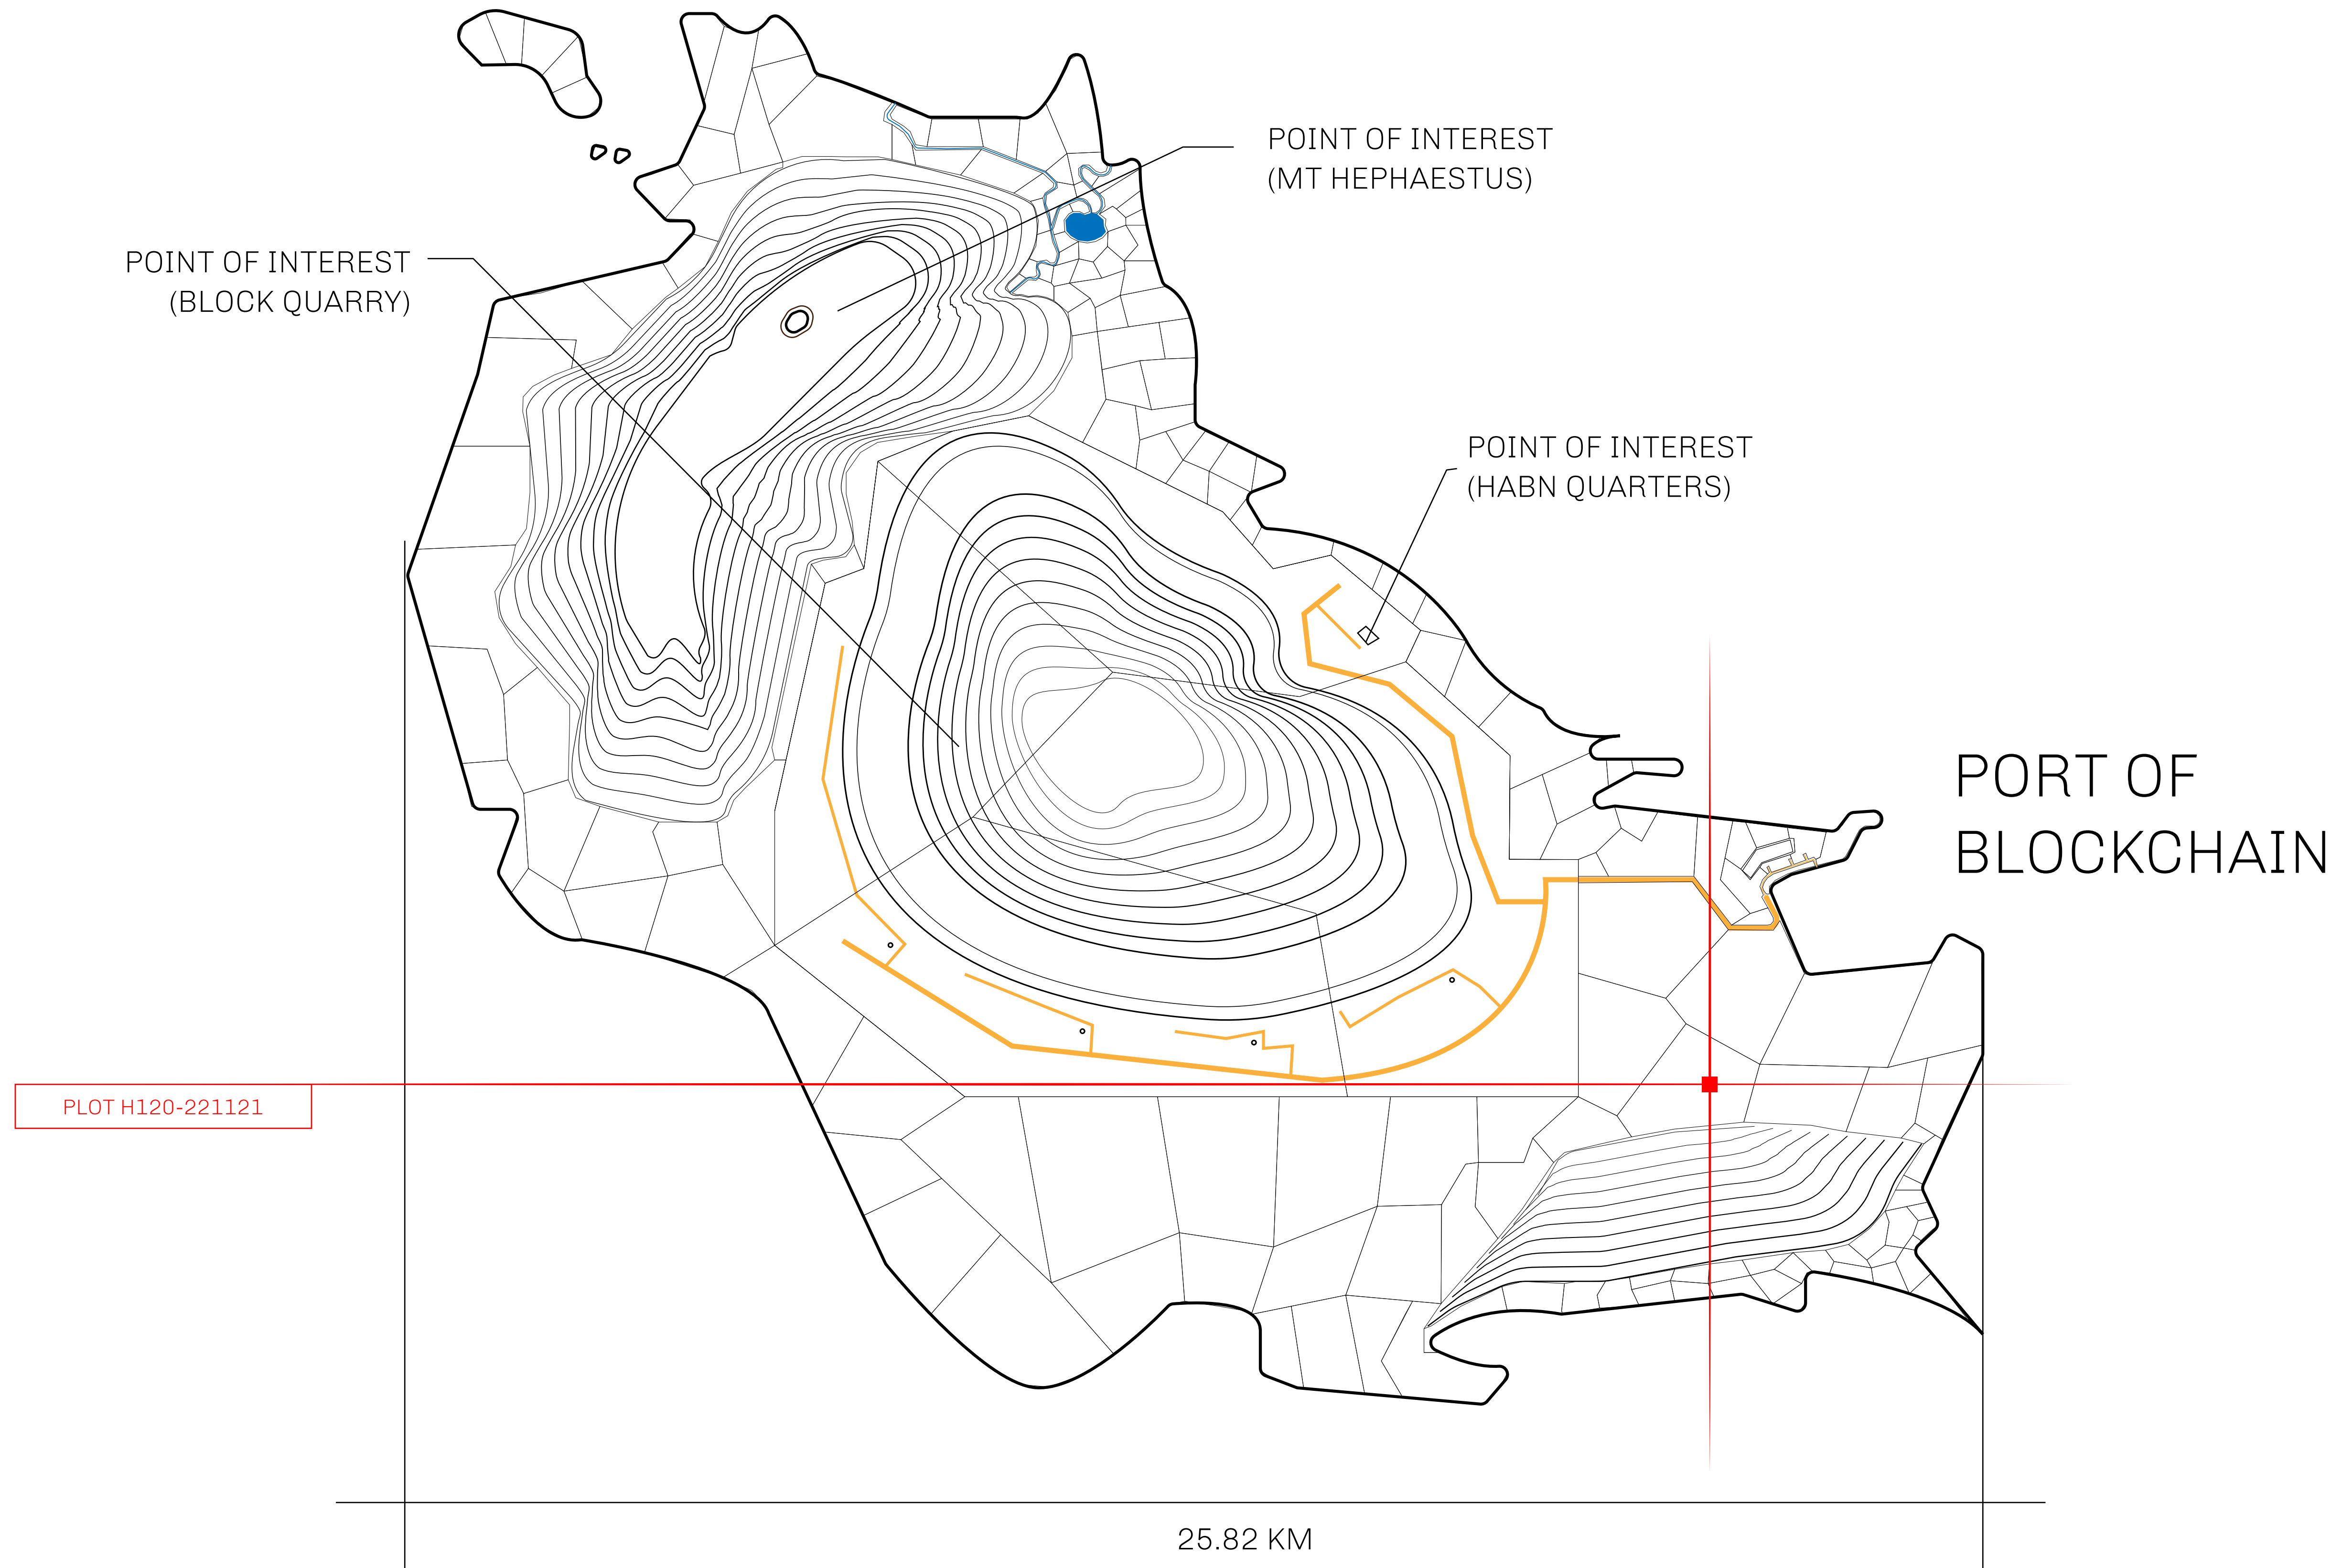 POINT OF INTEREST
(MT HEPHAESTUS)
POINT OF INTEREST
(BLOCK QUARRY)
POINT OF INTEREST
(HABN QUARTERS)
PORT OF
BLOCKCHAIN
PLOT H120-221121
25.82 KM